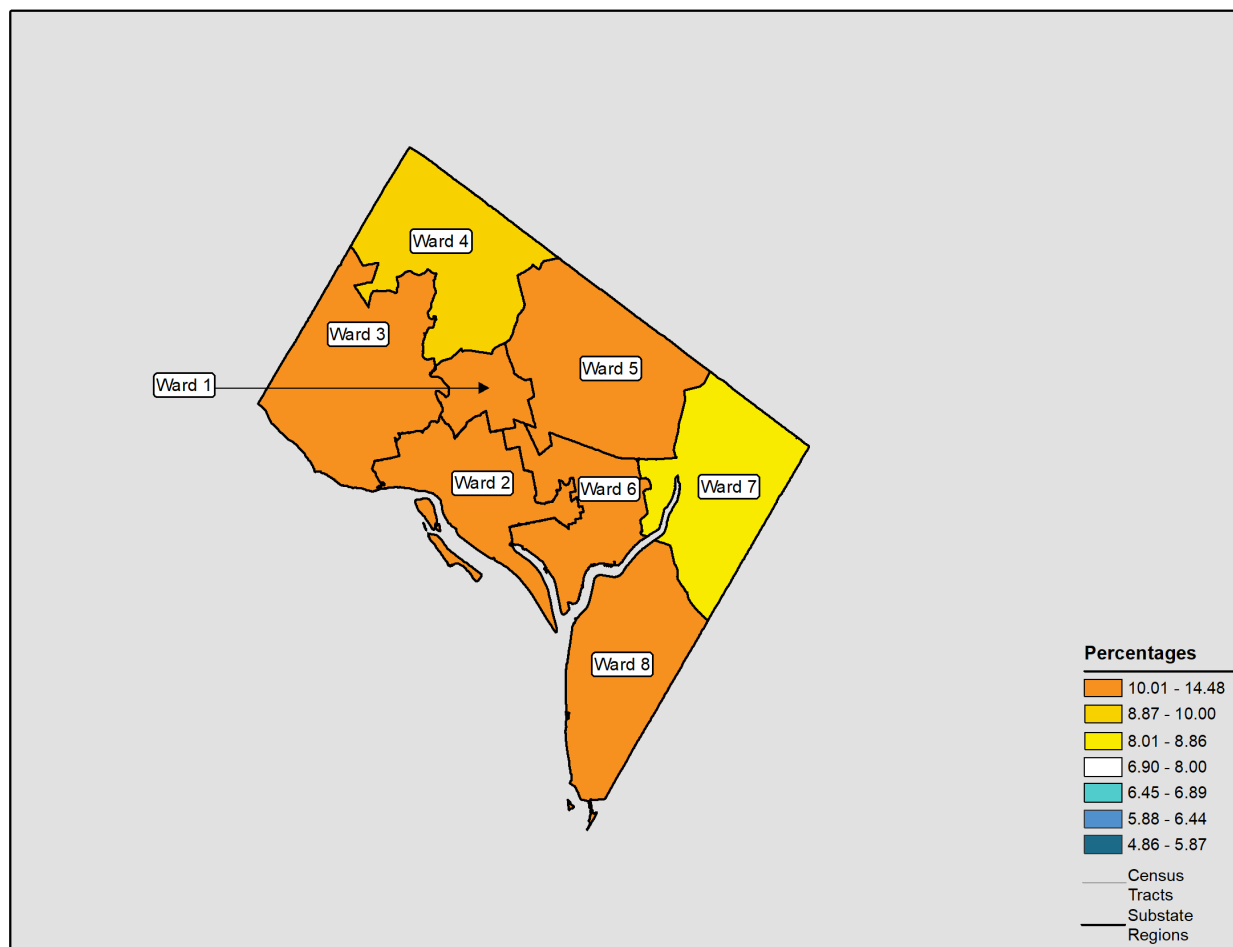 Ward 4
Ward 3
Ward 5
Ward 1
Ward 2
Ward 6
Ward 7
Ward 8
Percentages
10.01 - 14.48
8.87 - 10.00
8.01 - 8.86
6.90 - 8.00
6.45 - 6.89
5.88 - 6.44
4.86 - 5.87
Census
Tracts
Substate
Regions